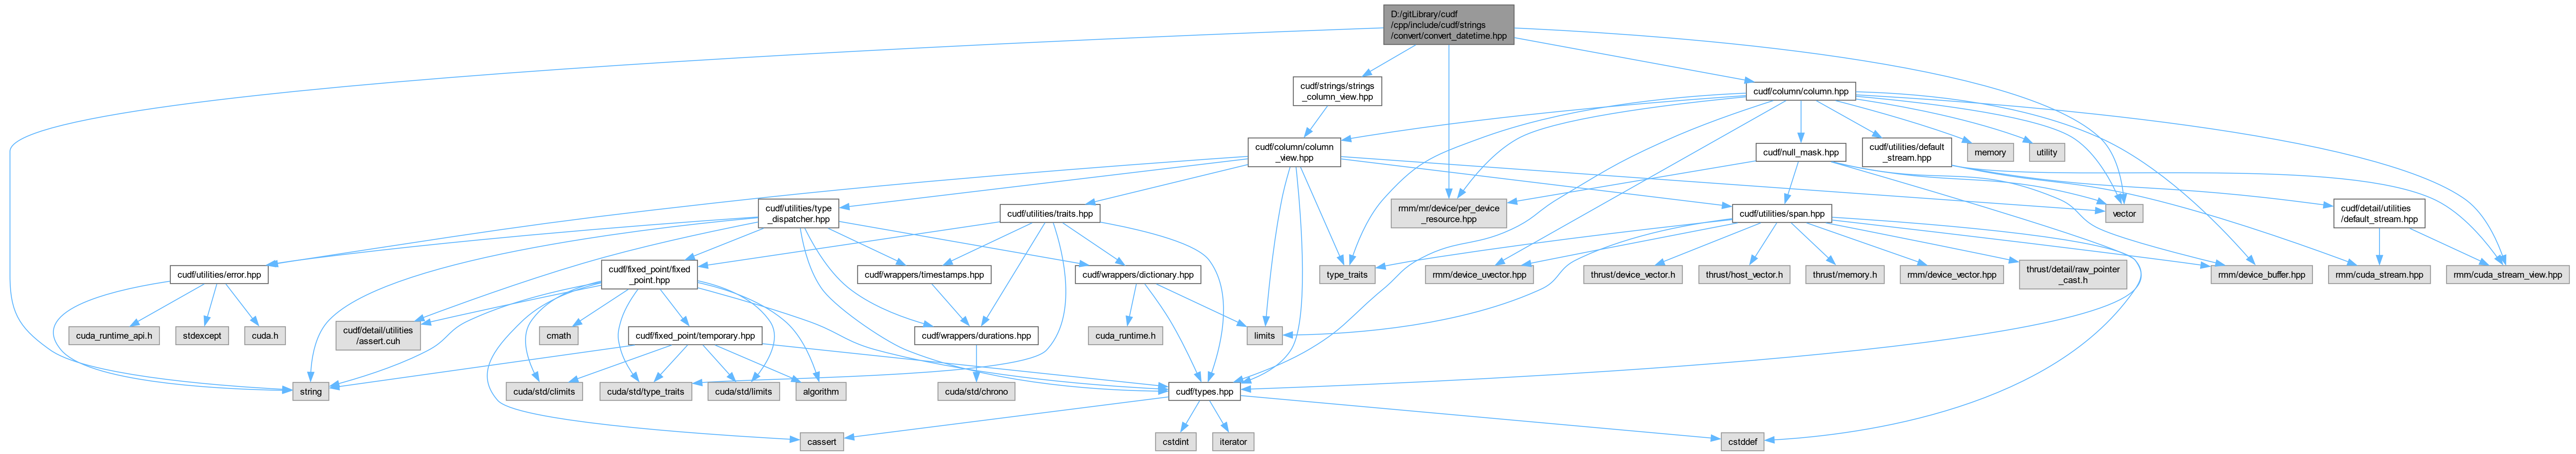 D:/gitLibrary/cudf
/cpp/include/cudf/strings
/convert/convert_datetime.hpp
cudf/strings/strings
_column_view.hpp
cudf/column/column.hpp
cudf/column/column
_view.hpp
cudf/null_mask.hpp
cudf/utilities/default
_stream.hpp
memory
utility
cudf/utilities/type
_dispatcher.hpp
cudf/utilities/traits.hpp
rmm/mr/device/per_device
_resource.hpp
cudf/utilities/span.hpp
vector
cudf/detail/utilities
/default_stream.hpp
cudf/utilities/error.hpp
cudf/fixed_point/fixed
_point.hpp
cudf/wrappers/timestamps.hpp
cudf/wrappers/dictionary.hpp
type_traits
rmm/device_uvector.hpp
thrust/device_vector.h
thrust/host_vector.h
thrust/memory.h
rmm/device_vector.hpp
thrust/detail/raw_pointer
_cast.h
rmm/device_buffer.hpp
rmm/cuda_stream.hpp
rmm/cuda_stream_view.hpp
cuda_runtime_api.h
stdexcept
cuda.h
cudf/detail/utilities
/assert.cuh
cmath
cudf/fixed_point/temporary.hpp
cudf/wrappers/durations.hpp
cuda_runtime.h
limits
string
cuda/std/climits
cuda/std/type_traits
cuda/std/limits
algorithm
cuda/std/chrono
cudf/types.hpp
cassert
cstdint
iterator
cstddef